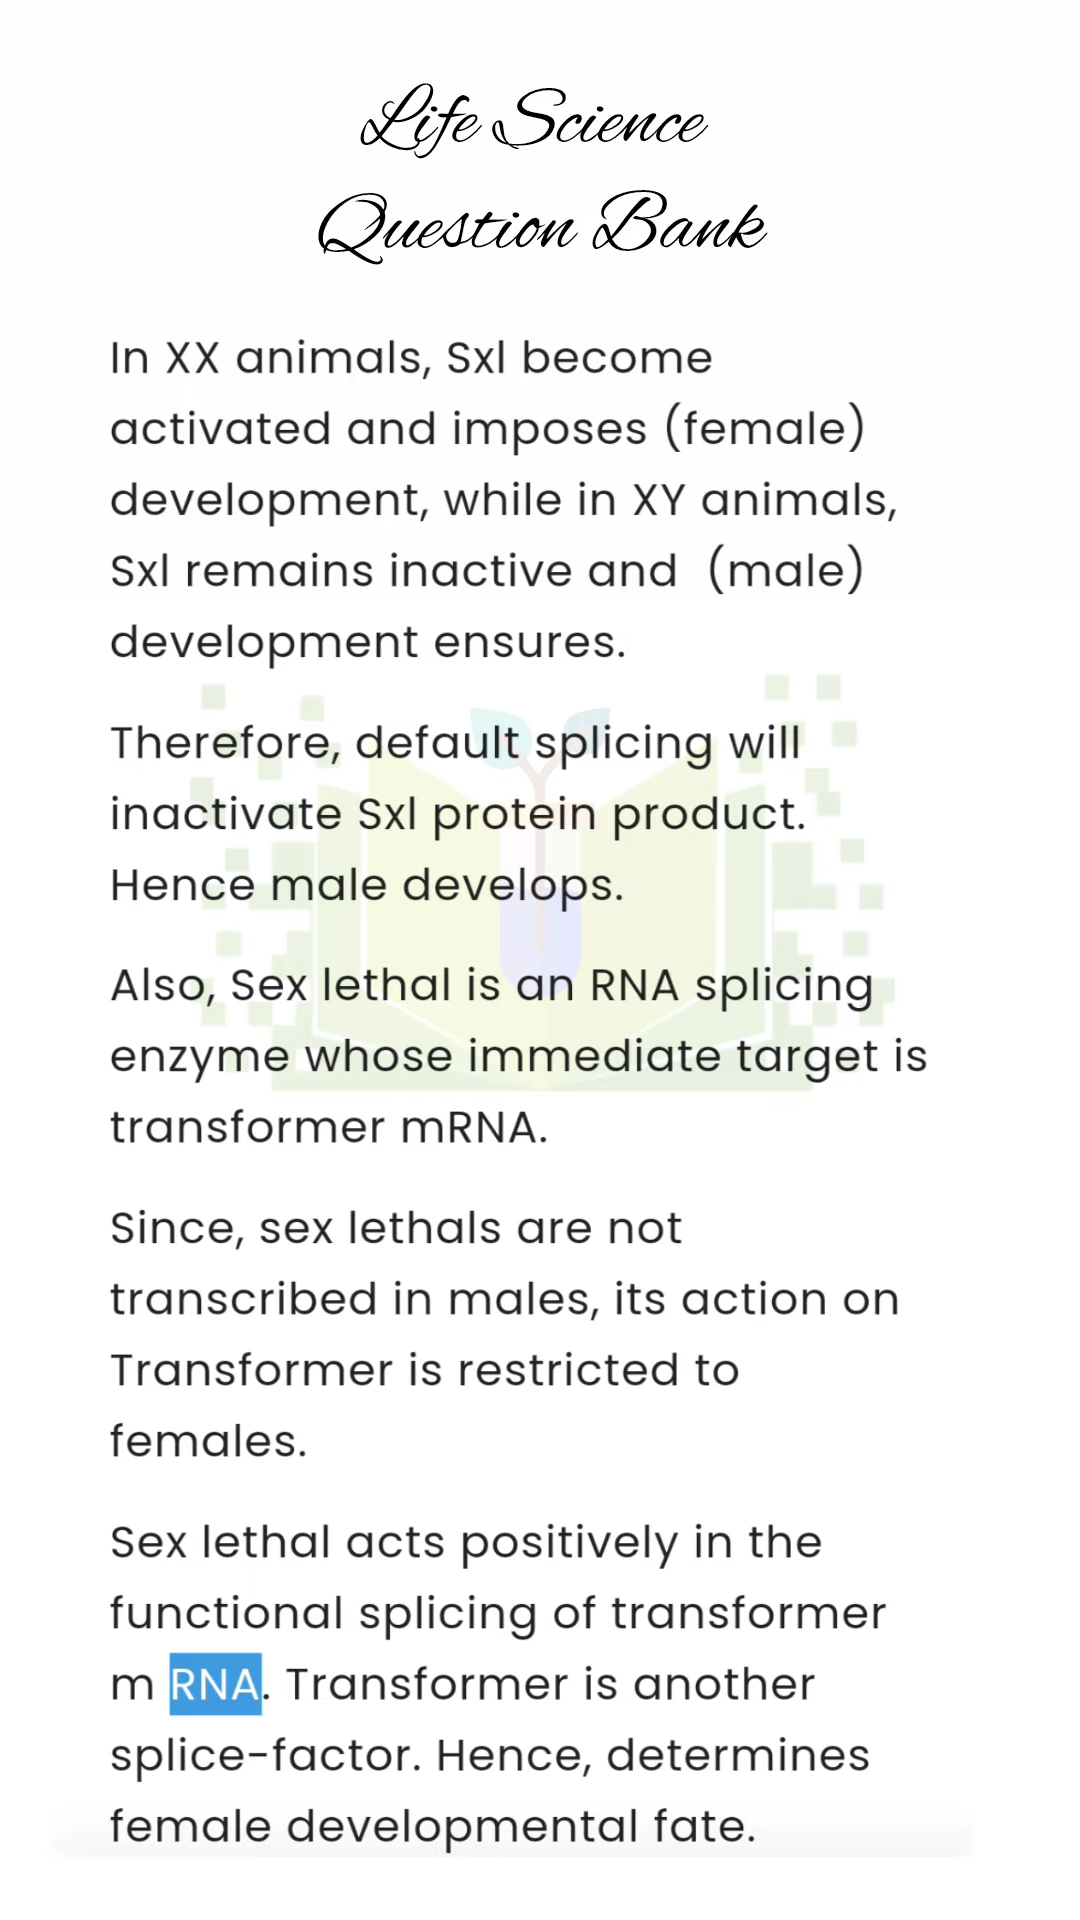 Life Science
Question Bank
In XX animals, Sxl become
activated and imposes (female)
development, while in XY animals,
Sxl remains inactive and (male)
development ensures.
Therefore, default splicing will
inactivate Sxl protein product.
Hence male develops.
Also, Sex lethal is an RNA splicing
enzyme whose immediate target is
transformer mRNA.
Since, sex lethals are not
transcribed in males, its action on
Transformer is restricted to
females.
Sex lethal acts positively in the
functional splicing of transformer
m RNA. Transformer is another
splice-factor. Hence, determines
female developmental fate.